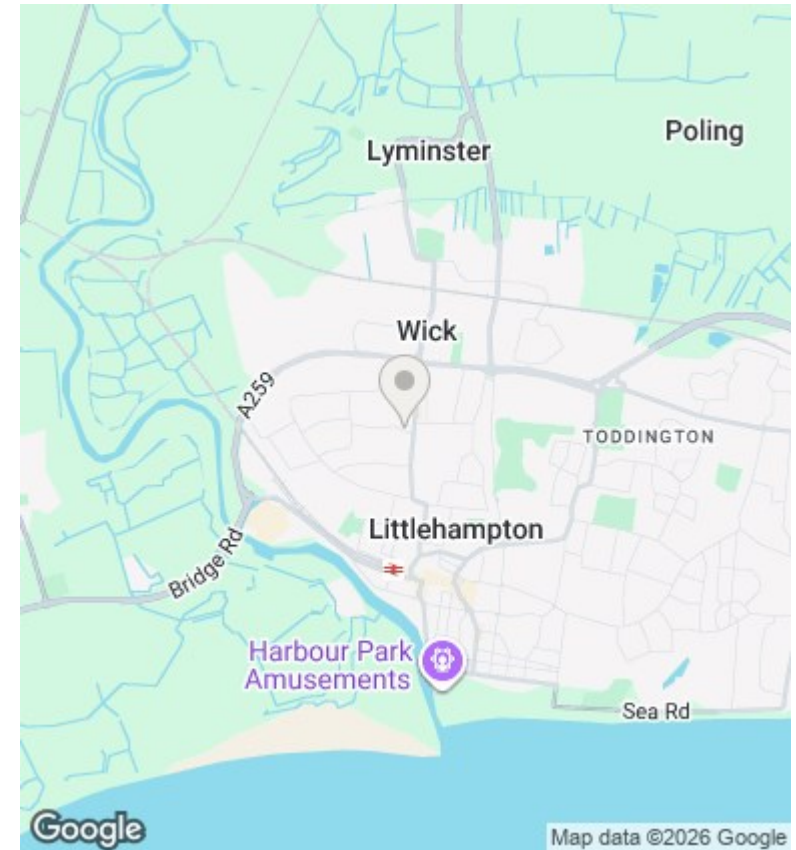 Poling
Lyminster
Wick
A259
TODDINGTON
Littlehampton
Bridge Rd
Harbour Park
Amusements
Sea Rd
Google
Map data ©2026 Google